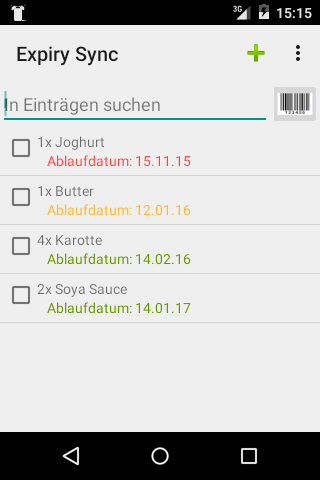 3G 15:15
Expiry Sync
In Einträgen suchen
123456
1x Joghurt
Ablaufdatum: 15.11.15
1x Butter
Ablaufdatum: 12.01.16
4x Karotte
Ablaufdatum: 14.02.16
2x Soya Sauce
Ablaufdatum: 14.01.17